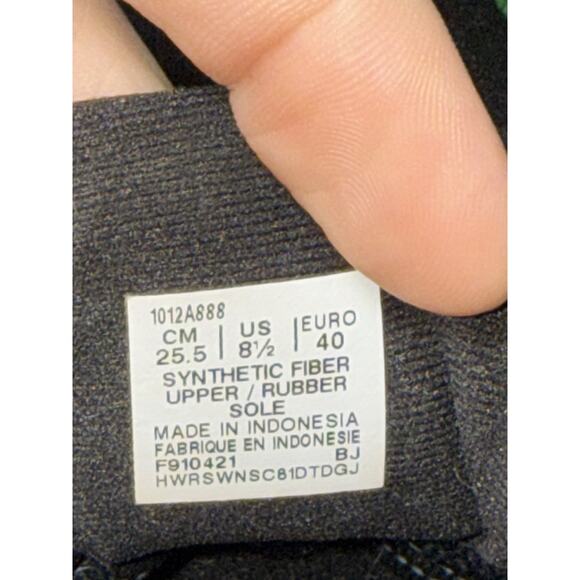 1012A888
CM | US | EURO
25.5 | 8½ | 40
SYNTHETIC FIBER
UPPER / RUBBER
SOLE
MADE IN INDONESIA
FABRIQUE EN INDONESIE
F910421 BJ
HWRSWNSC81DTDGJ